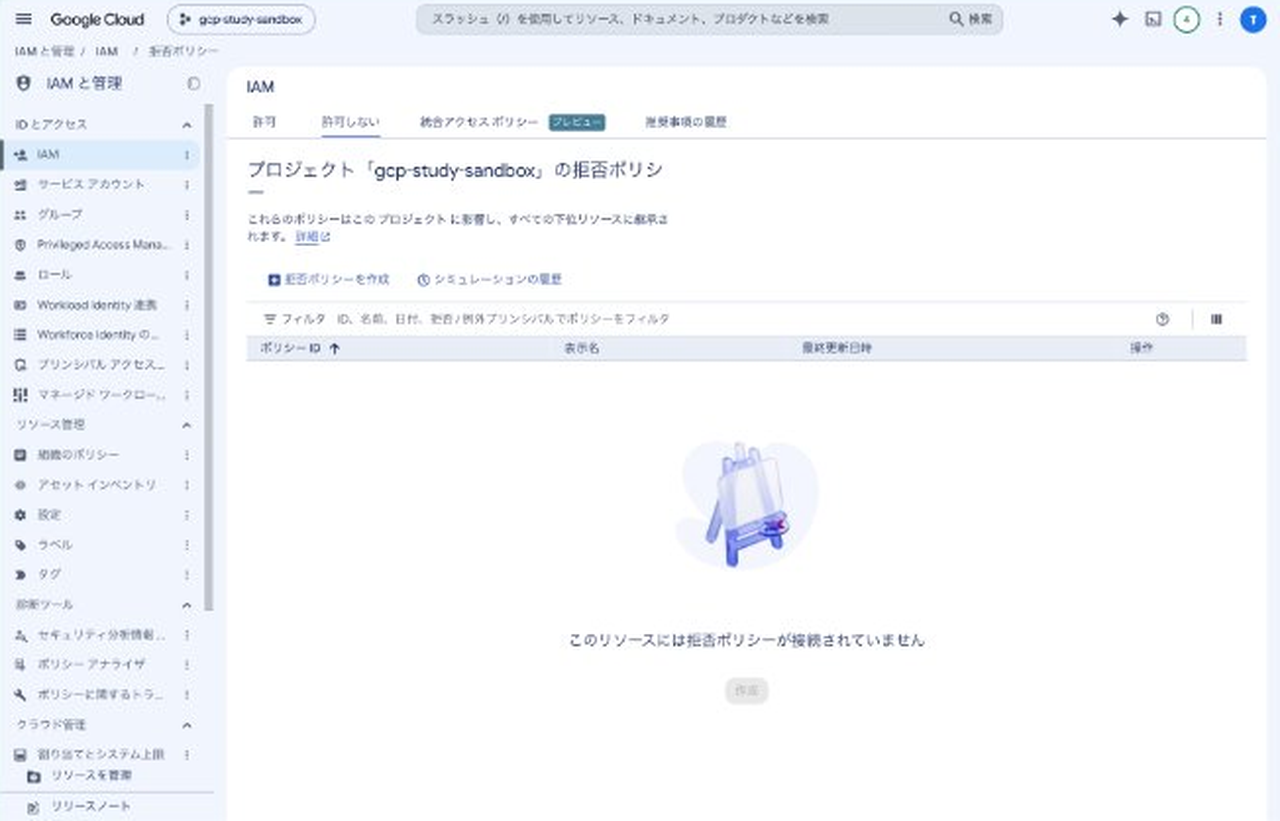 Google Cloud
gcp-study-sandbox
スラッシュ（/）を使用してリソース、ドキュメント、プロダクトなどを検索
検索
4
T
IAM と管理 / IAM / 拒否ポリシー
IAM と管理
ID とアクセス
IAM
サービス アカウント
グループ
Privileged Access Mana...
ロール
Workload Identity 連携
Workforce Identity の...
プリンシパル アクセス...
マネージド ワークロー...
リソース管理
組織のポリシー
アセット インベントリ
設定
ラベル
タグ
診断ツール
セキュリティ分析情報...
ポリシー アナライザ
ポリシーに関するトラ...
クラウド管理
割り当てとシステム上限
リソースを管理
リリースノート
IAM
許可
許可しない
統合アクセス ポリシー
プレビュー
推奨事項の履歴
プロジェクト「gcp-study-sandbox」の拒否ポリシ
ー
これらのポリシーはこの プロジェクト に影響し、すべての下位リソースに継承さ
れます。 詳細
拒否ポリシーを作成
シミュレーションの履歴
フィルタ ID、名前、日付、拒否 / 例外プリンシパルでポリシーをフィルタ
ポリシー ID
表示名
最終更新日時
操作
このリソースには拒否ポリシーが接続されていません
作成